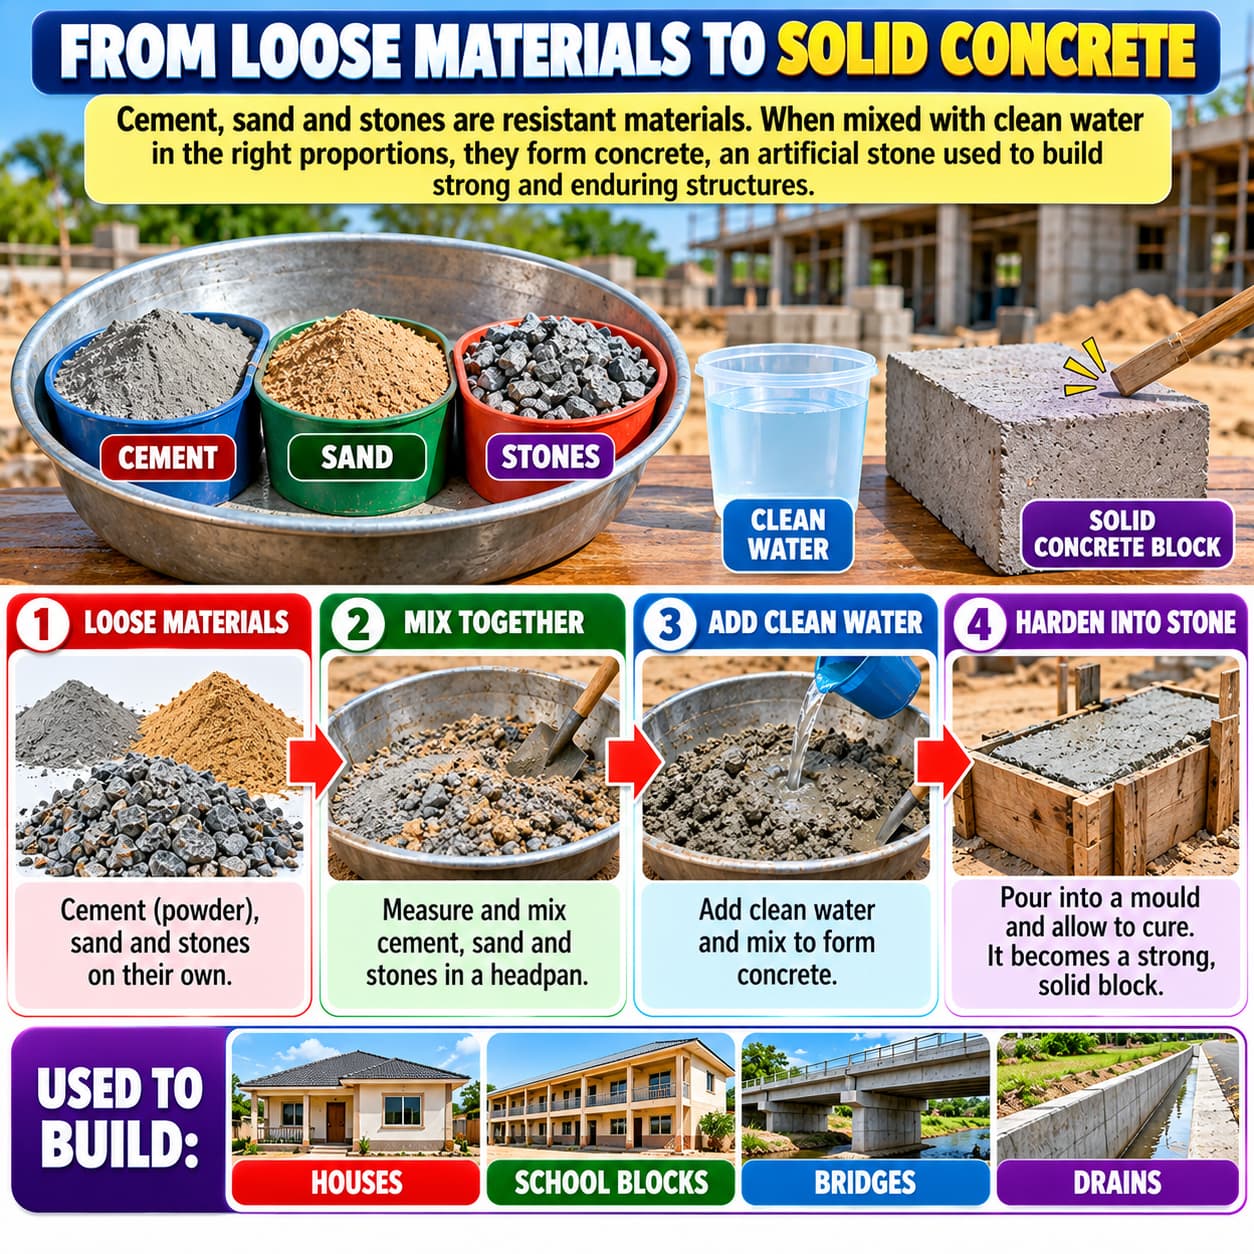 FROM LOOSE MATERIALS TO SOLID CONCRETE
Cement, sand and stones are resistant materials. When mixed with clean water
in the right proportions, they form concrete, an artificial stone used to build
strong and enduring structures.
CEMENT
SAND
STONES
CLEAN
WATER
SOLID
CONCRETE BLOCK
1 LOOSE MATERIALS
Cement (powder),
sand and stones
on their own.
2 MIX TOGETHER
Measure and mix
cement, sand and
stones in a headpan.
3 ADD CLEAN WATER
Add clean water
and mix to form
concrete.
4 HARDEN INTO STONE
Pour into a mould
and allow to cure.
It becomes a strong,
solid block.
USED TO
BUILD:
HOUSES
SCHOOL BLOCKS
BRIDGES
DRAINS